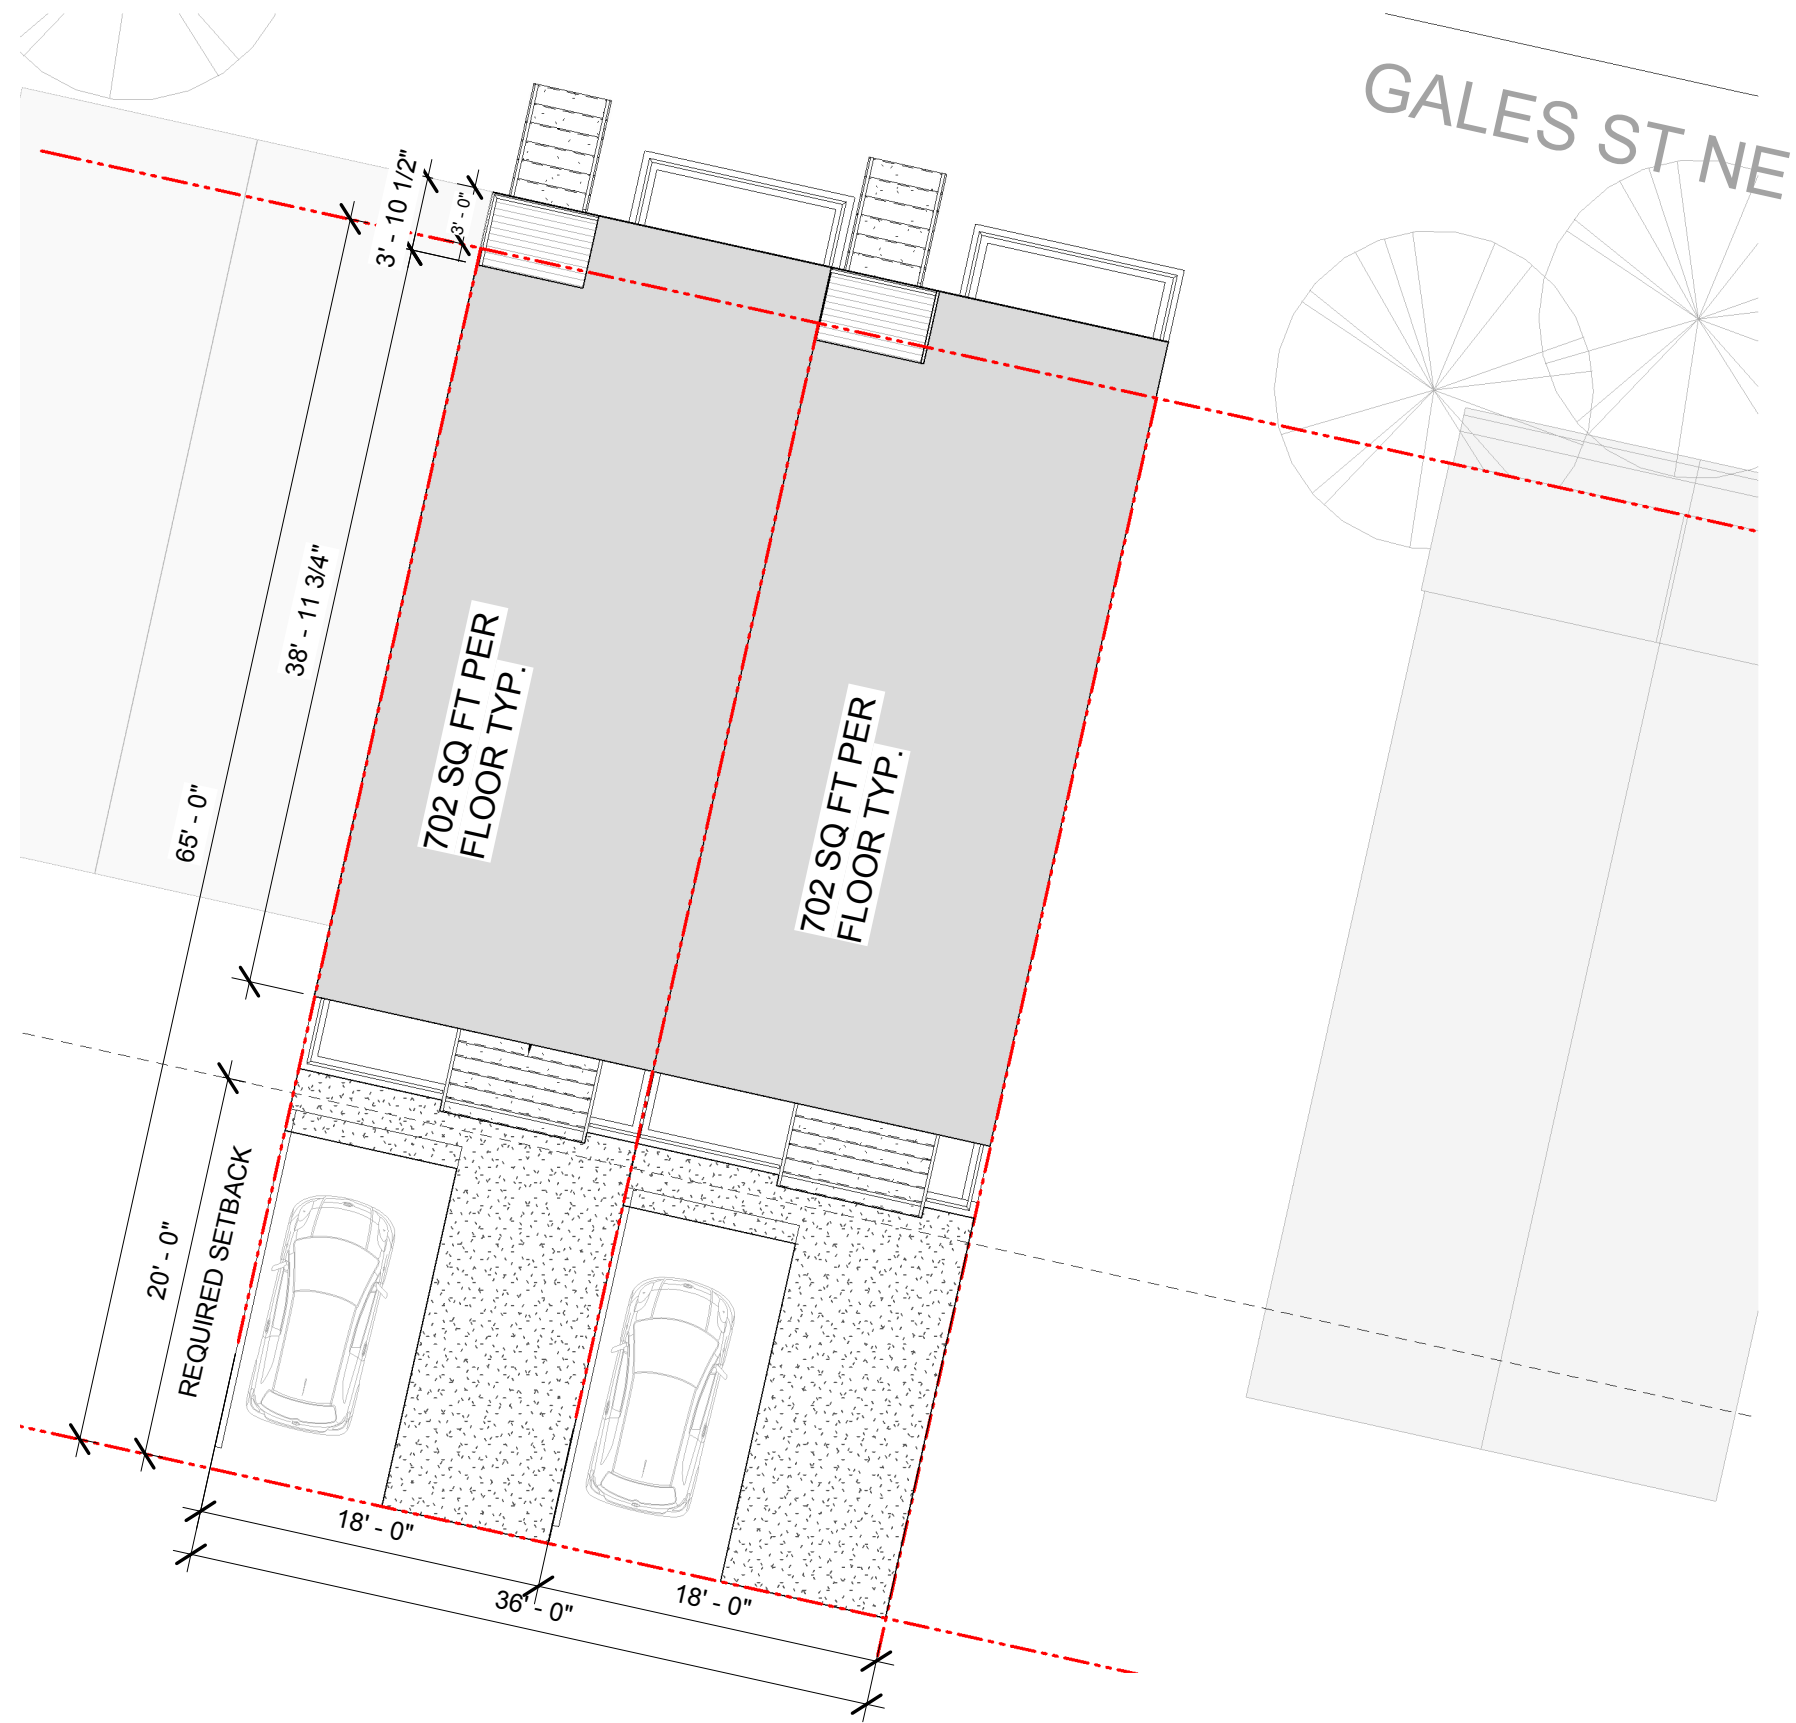 GALES ST NE
3' - 10 1/2"
3' - 0"
38' - 11 3/4"
65' - 0"
702 SQ FT PER
FLOOR TYP.
702 SQ FT PER
FLOOR TYP.
20' - 0"
REQUIRED SETBACK
18' - 0"
18' - 0"
36' - 0"